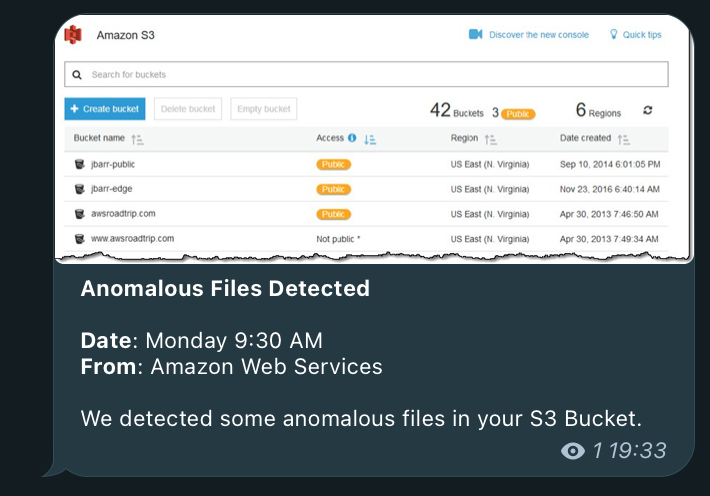 Amazon S3
Discover the new console
Quick tips
Search for buckets
+ Create bucket Delete bucket Empty bucket 42 Buckets 3 Public 6 Regions
Bucket name Access Region Date created
jbarr-public Public US East (N. Virginia) Sep 10, 2014 6:01:05 PM
jbarr-edge Public US East (N. Virginia) Nov 23, 2016 6:40:14 AM
awsroadtrip.com Public US East (N. Virginia) Apr 30, 2013 7:46:50 AM
www.awsroadtrip.com Not public * US East (N. Virginia) Apr 30, 2013 7:49:34 AM
Anomalous Files Detected
Date: Monday 9:30 AM
From: Amazon Web Services
We detected some anomalous files in your S3 Bucket.
1 19:33